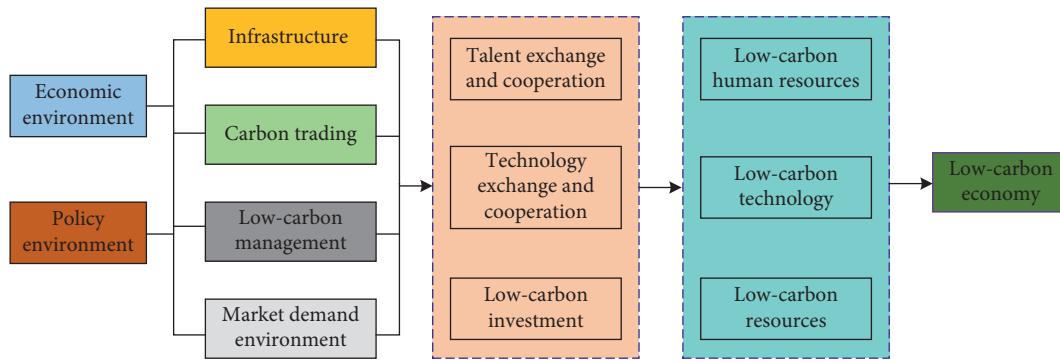 Economic
environment
Policy
environment
Infrastructure
Carbon trading
Low-carbon
management
Market demand
environment
Talent exchange
and cooperation
Technology
exchange and
cooperation
Low-carbon
investment
Low-carbon
human resources
Low-carbon
technology
Low-carbon
resources
Low-carbon
economy